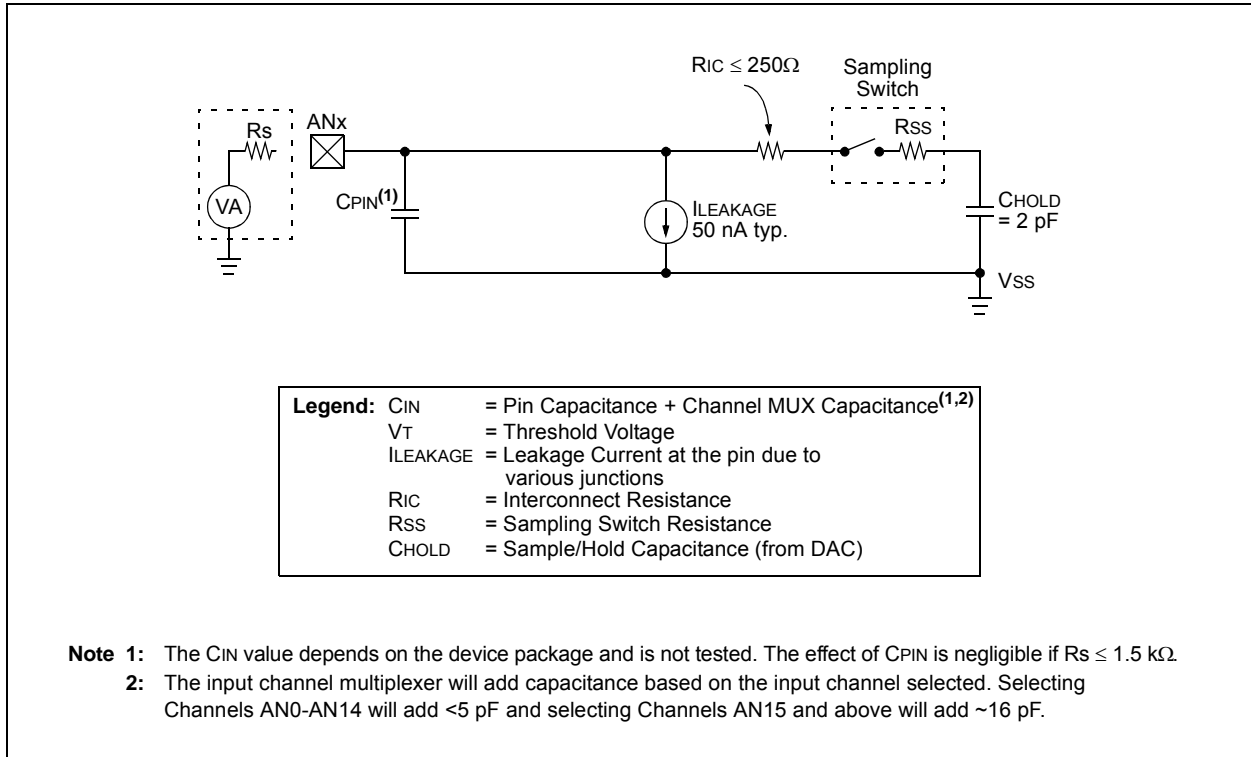 RIC ≤ 250Ω
Sampling
Switch
Rs
ANx
RSS
VA
CPIN(1)
ILEAKAGE
50 nA typ.
CHOLD
= 2 pF
VSS
Legend: CIN = Pin Capacitance + Channel MUX Capacitance(1,2)
VT = Threshold Voltage
ILEAKAGE = Leakage Current at the pin due to
various junctions
RIC = Interconnect Resistance
RSS = Sampling Switch Resistance
CHOLD = Sample/Hold Capacitance (from DAC)
Note 1: The CIN value depends on the device package and is not tested. The effect of CPIN is negligible if Rs ≤ 1.5 kΩ.
2: The input channel multiplexer will add capacitance based on the input channel selected. Selecting
Channels AN0-AN14 will add <5 pF and selecting Channels AN15 and above will add ~16 pF.